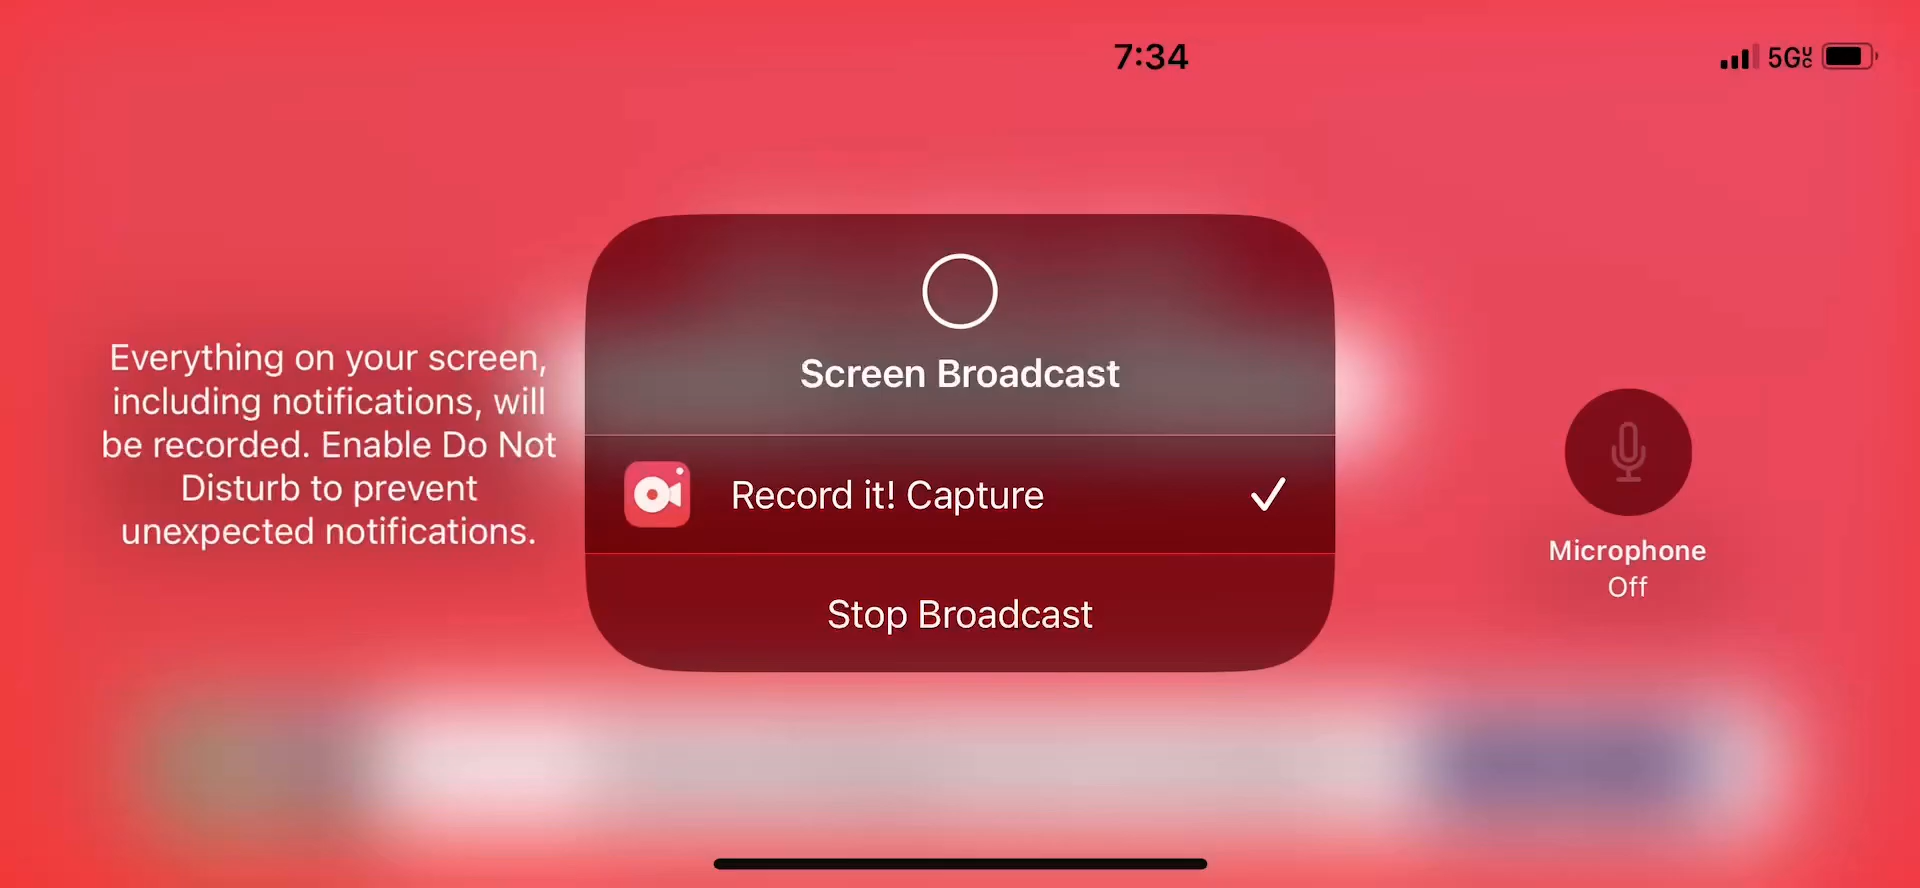 7:34
5GUC
Everything on your screen,
including notifications, will
be recorded. Enable Do Not
Disturb to prevent
unexpected notifications.
Screen Broadcast
Record it! Capture
Stop Broadcast
Microphone
Off